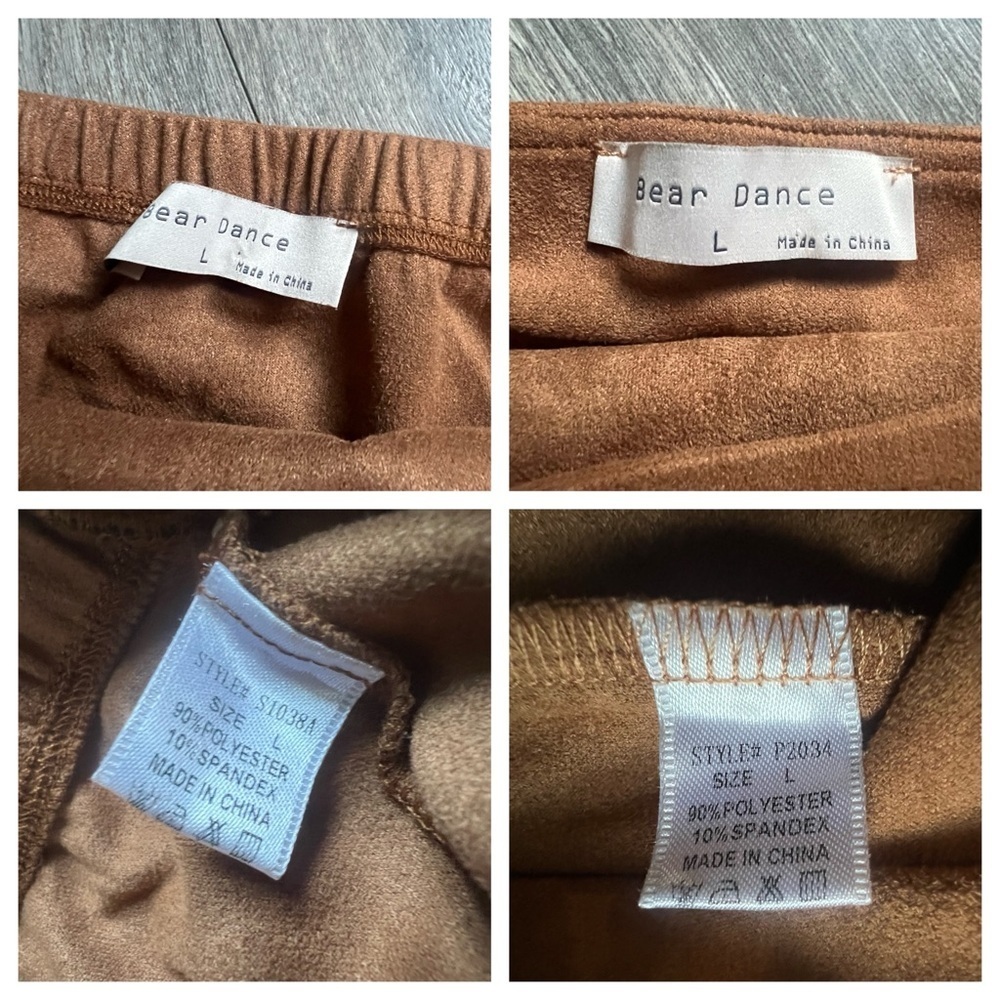 Bear Dance
L
Made in China
Bear Dance
L
Made in China
STYLE# S1038A
SIZE L
90%POLYESTER
10%SPANDEX
MADE IN CHINA
STYLE# P2034
SIZE L
90%POLYESTER
10%SPANDEX
MADE IN CHINA